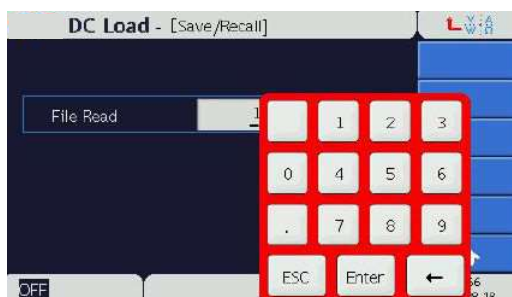 DC Load - [Save/Recall]
File Read 1
1 2 3
0 4 5 6
. 7 8 9
ESC Enter ←
OFF